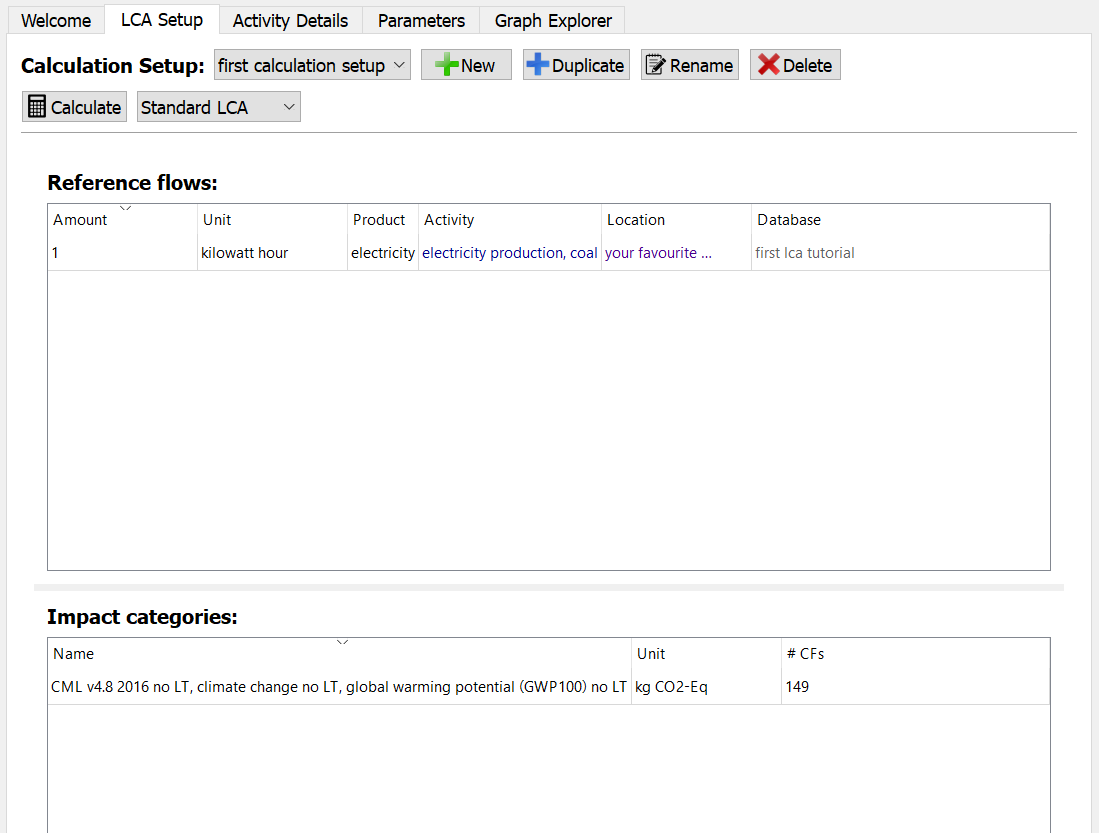 Welcome LCA Setup Activity Details Parameters Graph Explorer
Calculation Setup: first calculation setup New Duplicate Rename Delete
Calculate Standard LCA
Reference flows:
Amount Unit Product Activity Location Database
1 kilowatt hour electricity electricity production, coal your favourite ... first lca tutorial
Impact categories:
Name Unit # CFs
CML v4.8 2016 no LT, climate change no LT, global warming potential (GWP100) no LT kg CO2-Eq 149